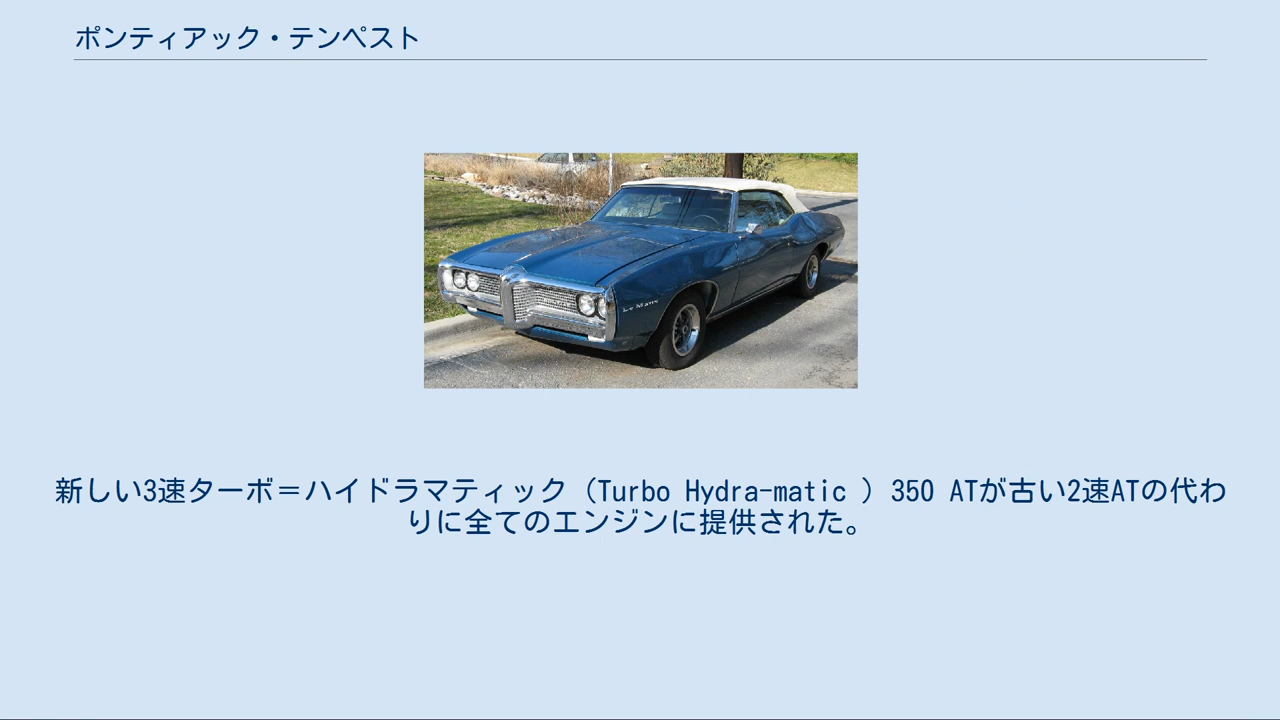 ポンティアック・テンペスト
Le Mans
新しい3速ターボ＝ハイドラマティック（Turbo Hydra-matic ）350 ATが古い2速ATの代わ
りに全てのエンジンに提供された。